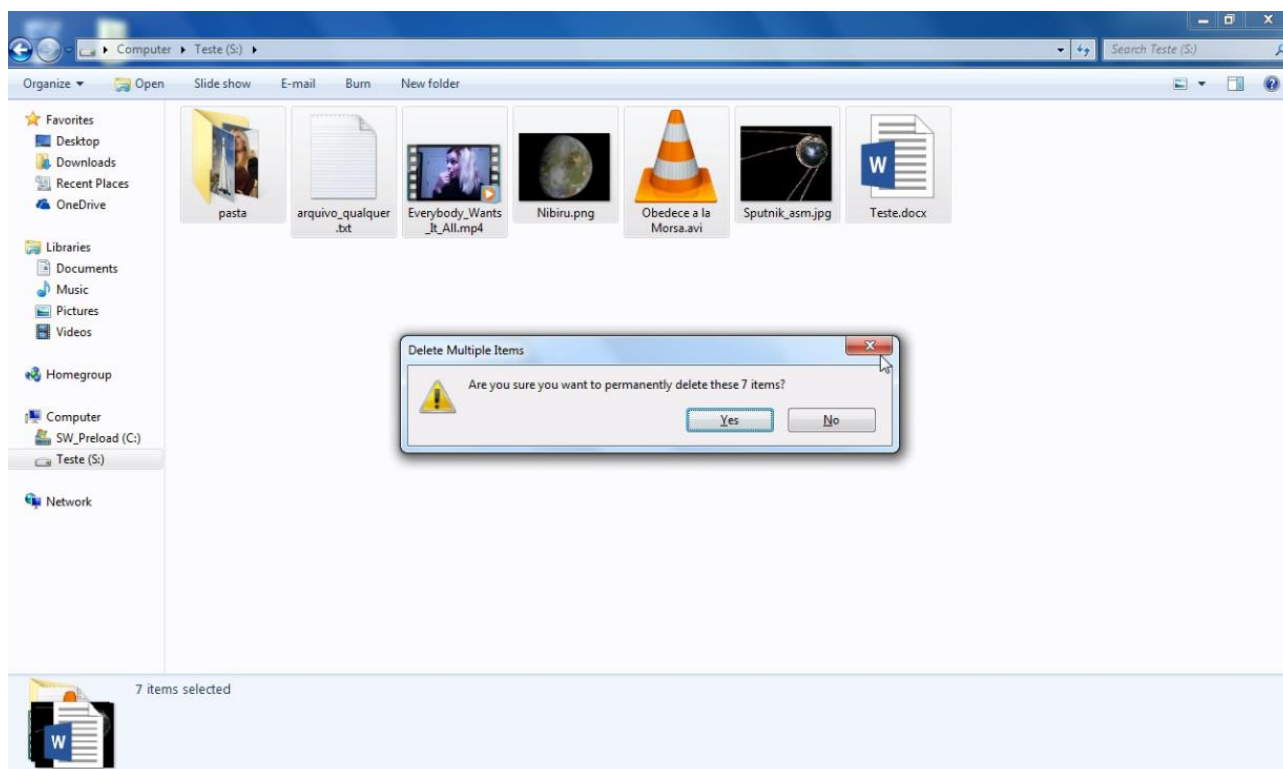 Computer ▸ Teste (S:) ▸
Search Teste (S:)
Organize Open Slide show E-mail Burn New folder
Favorites
Desktop
Downloads
Recent Places
OneDrive
Libraries
Documents
Music
Pictures
Videos
Homegroup
Computer
SW_Preload (C:)
Teste (S:)
Network
pasta
arquivo_qualquer
.txt
Everybody_Wants
_It_All.mp4
Nibiru.png
Obedece a la
Morsa.avi
Sputnik_asm.jpg
W
Teste.docx
Delete Multiple Items
Are you sure you want to permanently delete these 7 items?
Yes No
7 items selected
W